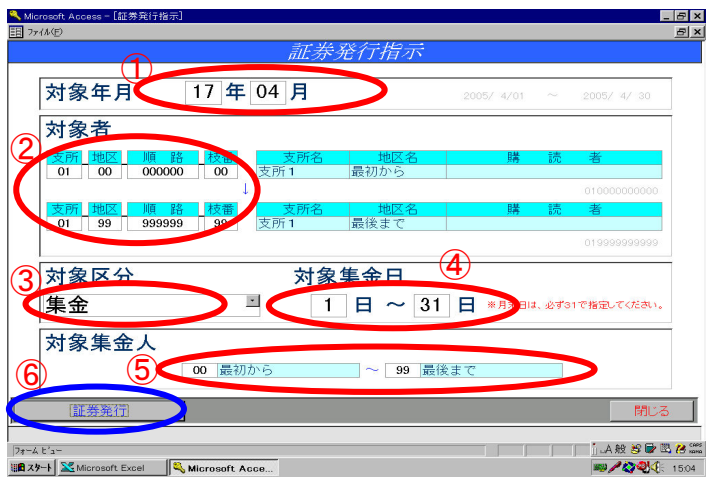 Microsoft Access - [証券発行指示]
ファイル(F)
証券発行指示
①
対象年月 17 年 04 月 2005/ 4/01 ～ 2005/ 4/ 30
対象者
②
支所 地区 順 路 枝番 支所名 地区名 購 読 者
01 00 000000 00 支所1 最初から
↓ 010000000000
支所 地区 順 路 枝番 支所名 地区名 購 読 者
01 99 999999 99 支所1 最後まで
019999999999
③ 対象区分 対象集金日 ④
集金 1 日 ～ 31 日 ※月末日は、必ず31で指定してください。
対象集金人
⑤ 00 最初から ～ 99 最後まで
⑥
証券発行 閉じる
フォーム ビュー
A 般 CAPS KANA
スタート Microsoft Excel Microsoft Acce... 15:04